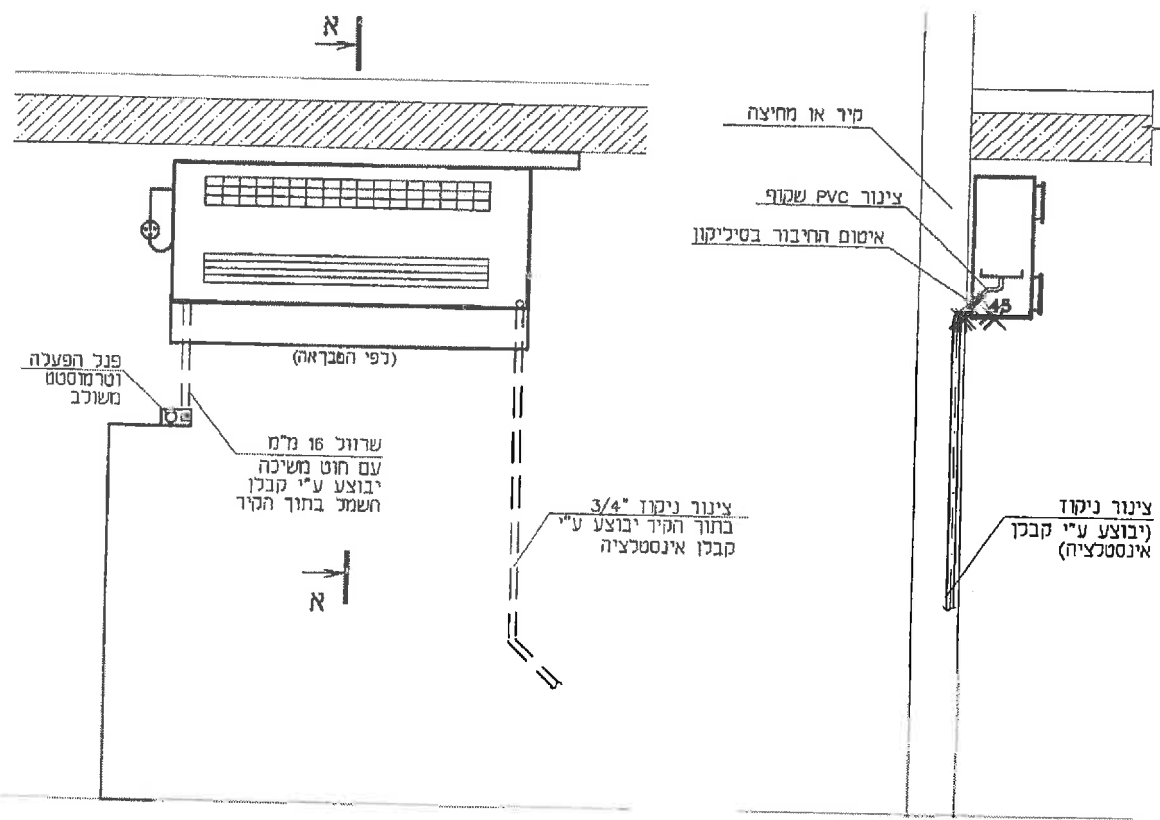 א
קיר או מחיצה
צינור PVC שקוף
איטום החיבור בסיליקון
45
(לפי הטבראה)
פנל הפעלה
וטרמוסטט
משולב
שרוול 16 מ"מ
עם חוט משיכה
יבוצע ע"י קבלן
חשמל בתוך הקיר
צינור ניקוז 3/4"
בתוך הקיר יבוצע ע"י
קבלן אינסטלציה
צינור ניקוז
(יבוצע ע"י קבלן
אינסטלציה)
א